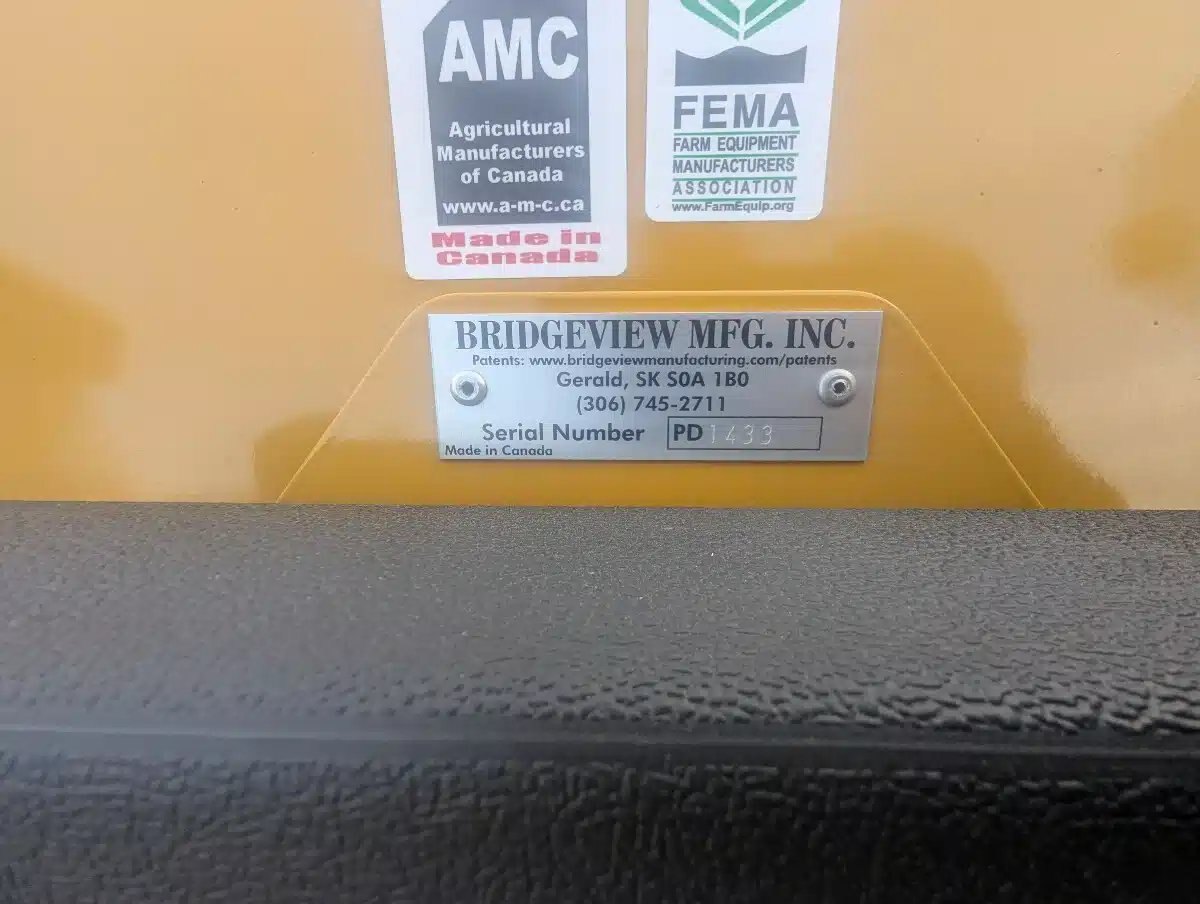 AMC
Agricultural
Manufacturers
of Canada
www.a-m-c.ca
Made in
Canada
FEMA
FARM EQUIPMENT
MANUFACTURERS
ASSOCIATION
www.FarmEquip.org
BRIDGEVIEW MFG. INC.
Patents: www.bridgeviewmanufacturing.com/patents
Gerald, SK S0A 1B0
(306) 745-2711
Serial Number PD 1433
Made in Canada